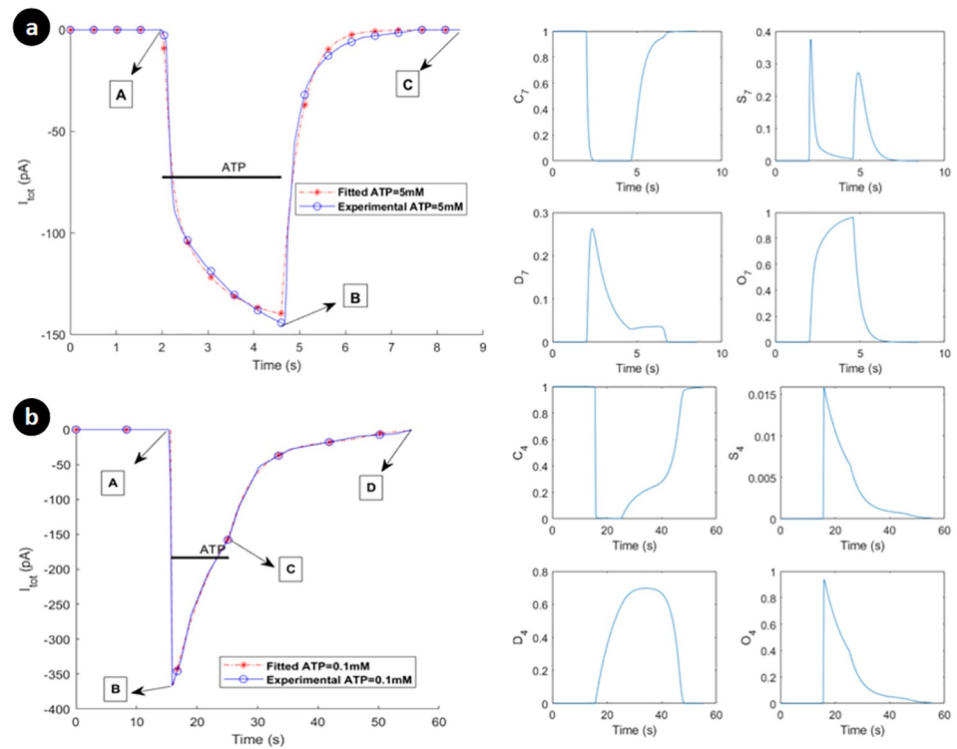 a
0
-50
-100
-150
I_tot (pA)
A
C
B
ATP
Fitted ATP=5mM
Experimental ATP=5mM
0 1 2 3 4 5 6 7 8 9
Time (s)
1
0.8
0.6
0.4
0.2
0
C_7
0 5 10
Time (s)
0.4
0.3
0.2
0.1
0
S_7
0 5 10
Time (s)
0.3
0.2
0.1
0
D_7
0 5 10
Time (s)
1
0.8
0.6
0.4
0.2
0
O_7
0 5 10
Time (s)
b
0
-50
-100
-150
-200
-250
-300
-350
-400
I_tot (pA)
A
D
ATP
C
B
Fitted ATP=0.1mM
Experimental ATP=0.1mM
0 10 20 30 40 50 60
Time (s)
1
0.8
0.6
0.4
0.2
0
C_4
0 20 40 60
Time (s)
0.015
0.01
0.005
0
S_4
0 20 40 60
Time (s)
0.8
0.6
0.4
0.2
0
D_4
0 20 40 60
Time (s)
1
0.8
0.6
0.4
0.2
0
O_4
0 20 40 60
Time (s)